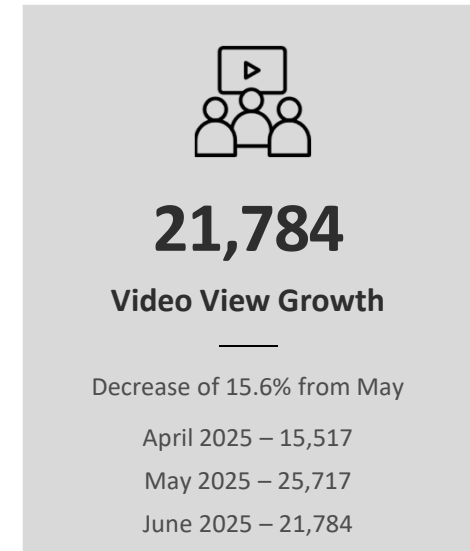 21,784
Video View Growth
Decrease of 15.6% from May
April 2025 – 15,517
May 2025 – 25,717
June 2025 – 21,784